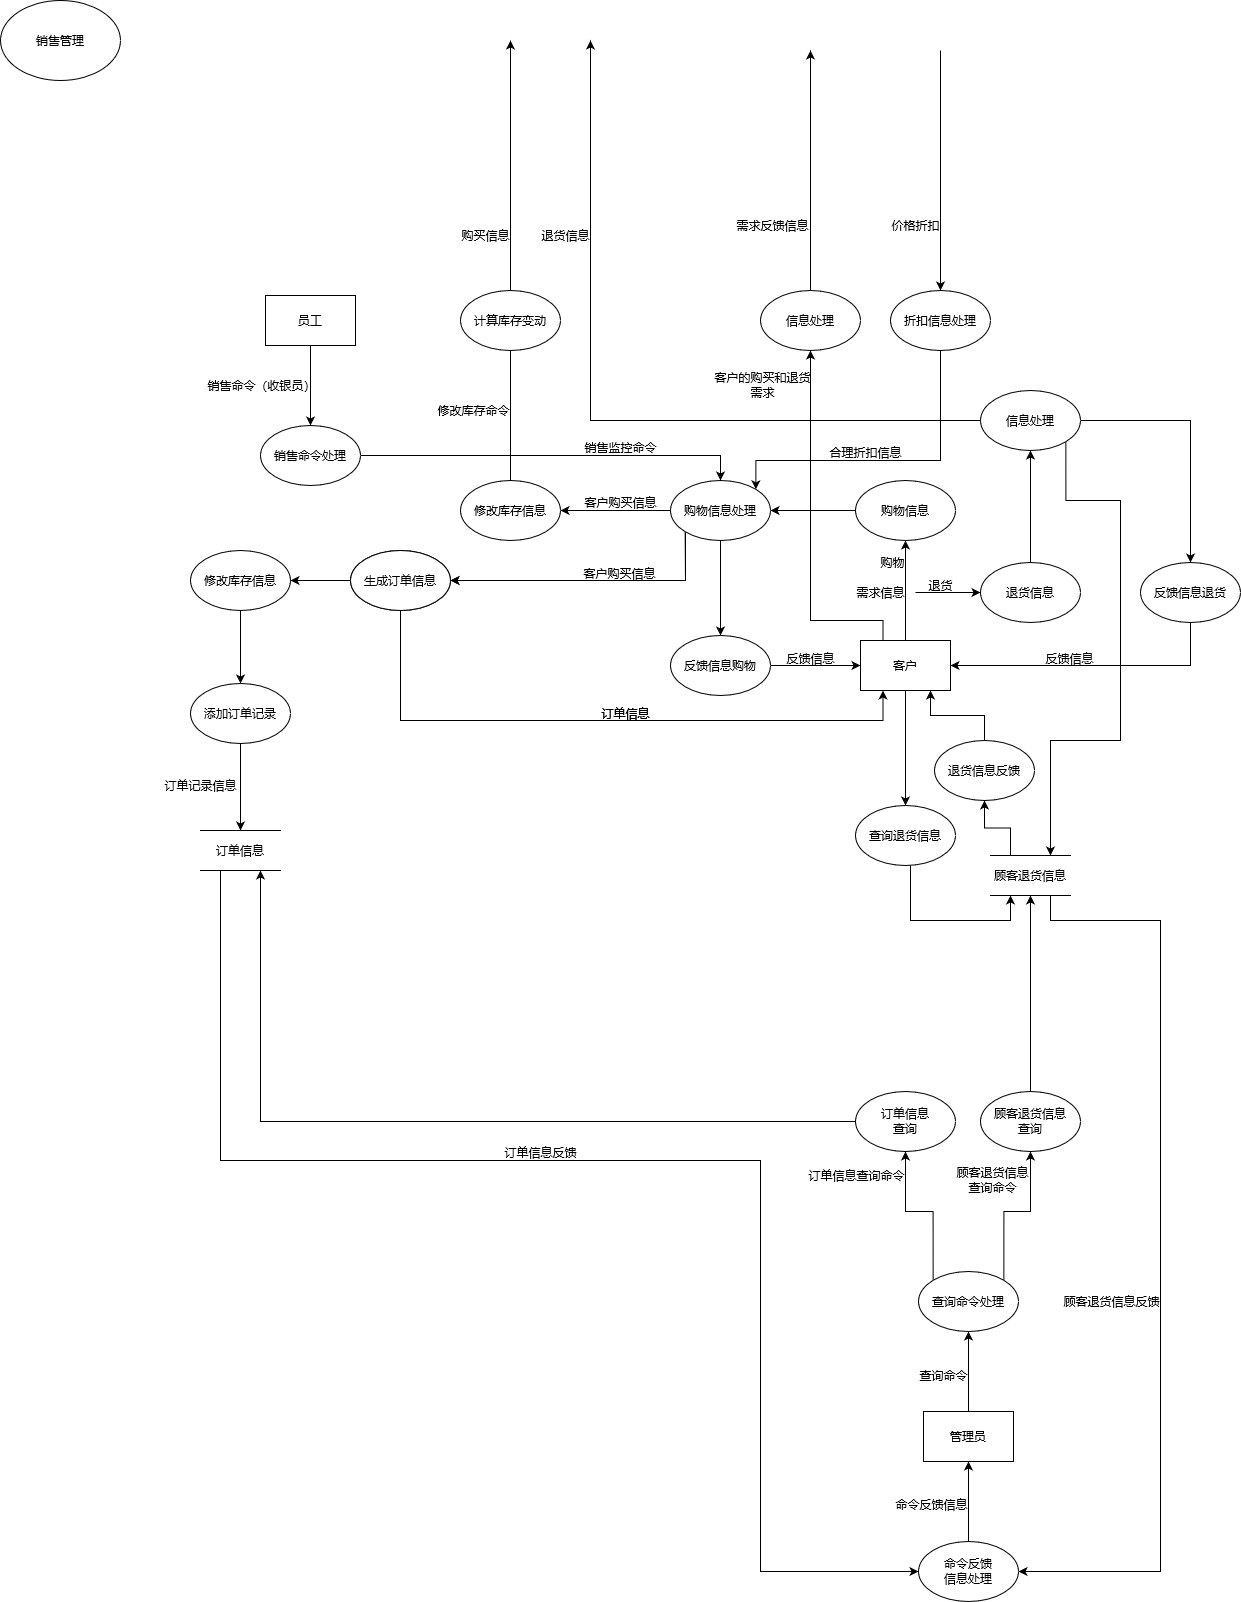 销售管理
需求反馈信息
价格折扣
购买信息
退货信息
员工
计算库存变动
信息处理
折扣信息处理
销售命令（收银员）
客户的购买和退货
需求
修改库存命令
信息处理
销售命令处理
销售监控命令
合理折扣信息
修改库存信息
客户购买信息
购物信息处理
购物信息
购物
修改库存信息
生成订单信息
客户购买信息
需求信息
退货
退货信息
反馈信息退货
反馈信息购物
反馈信息
客户
反馈信息
添加订单记录
订单信息
退货信息反馈
订单记录信息
查询退货信息
订单信息
顾客退货信息
订单信息
查询
顾客退货信息
查询
订单信息反馈
订单信息查询命令
顾客退货信息
查询命令
查询命令处理
顾客退货信息反馈
查询命令
管理员
命令反馈信息
命令反馈
信息处理